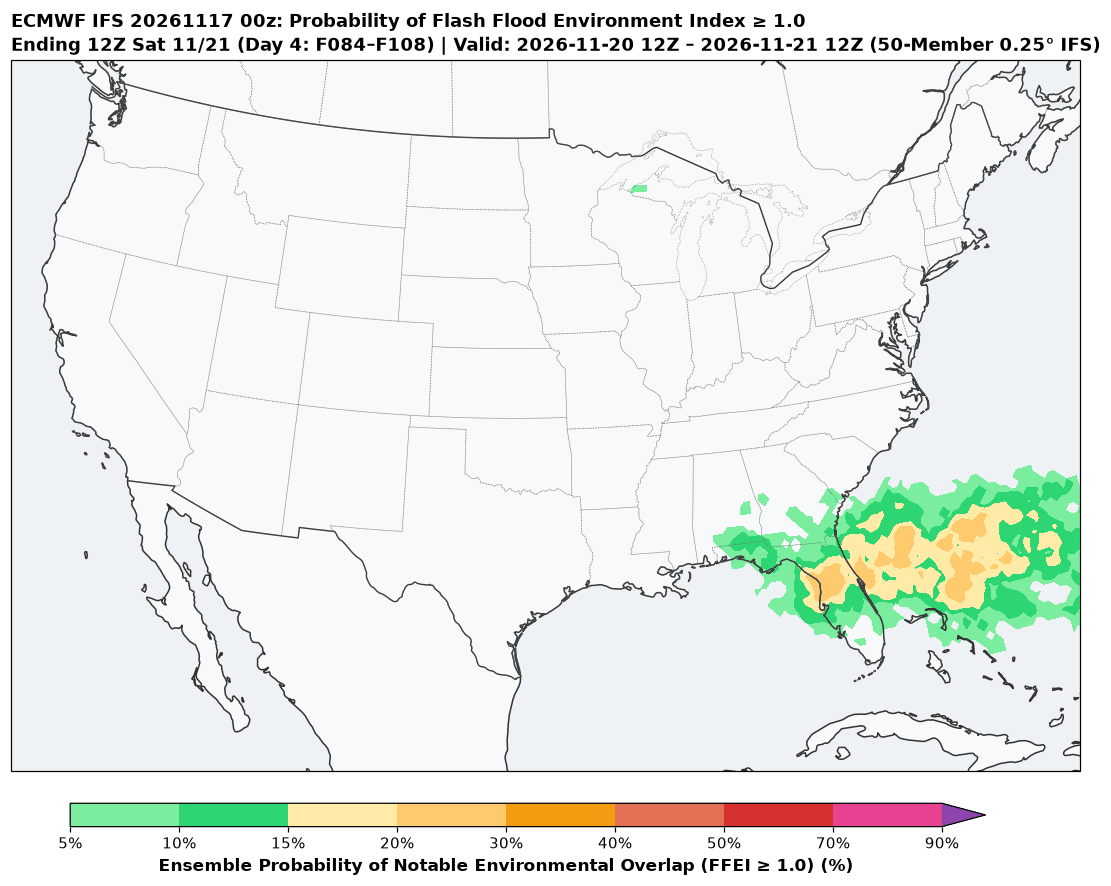 ECMWF IFS 20261117 00z: Probability of Flash Flood Environment Index ≥ 1.0
Ending 12Z Sat 11/21 (Day 4: F084–F108) | Valid: 2026-11-20 12Z – 2026-11-21 12Z (50-Member 0.25° IFS)
5% 10% 15% 20% 30% 40% 50% 70% 90%
Ensemble Probability of Notable Environmental Overlap (FFEI ≥ 1.0) (%)